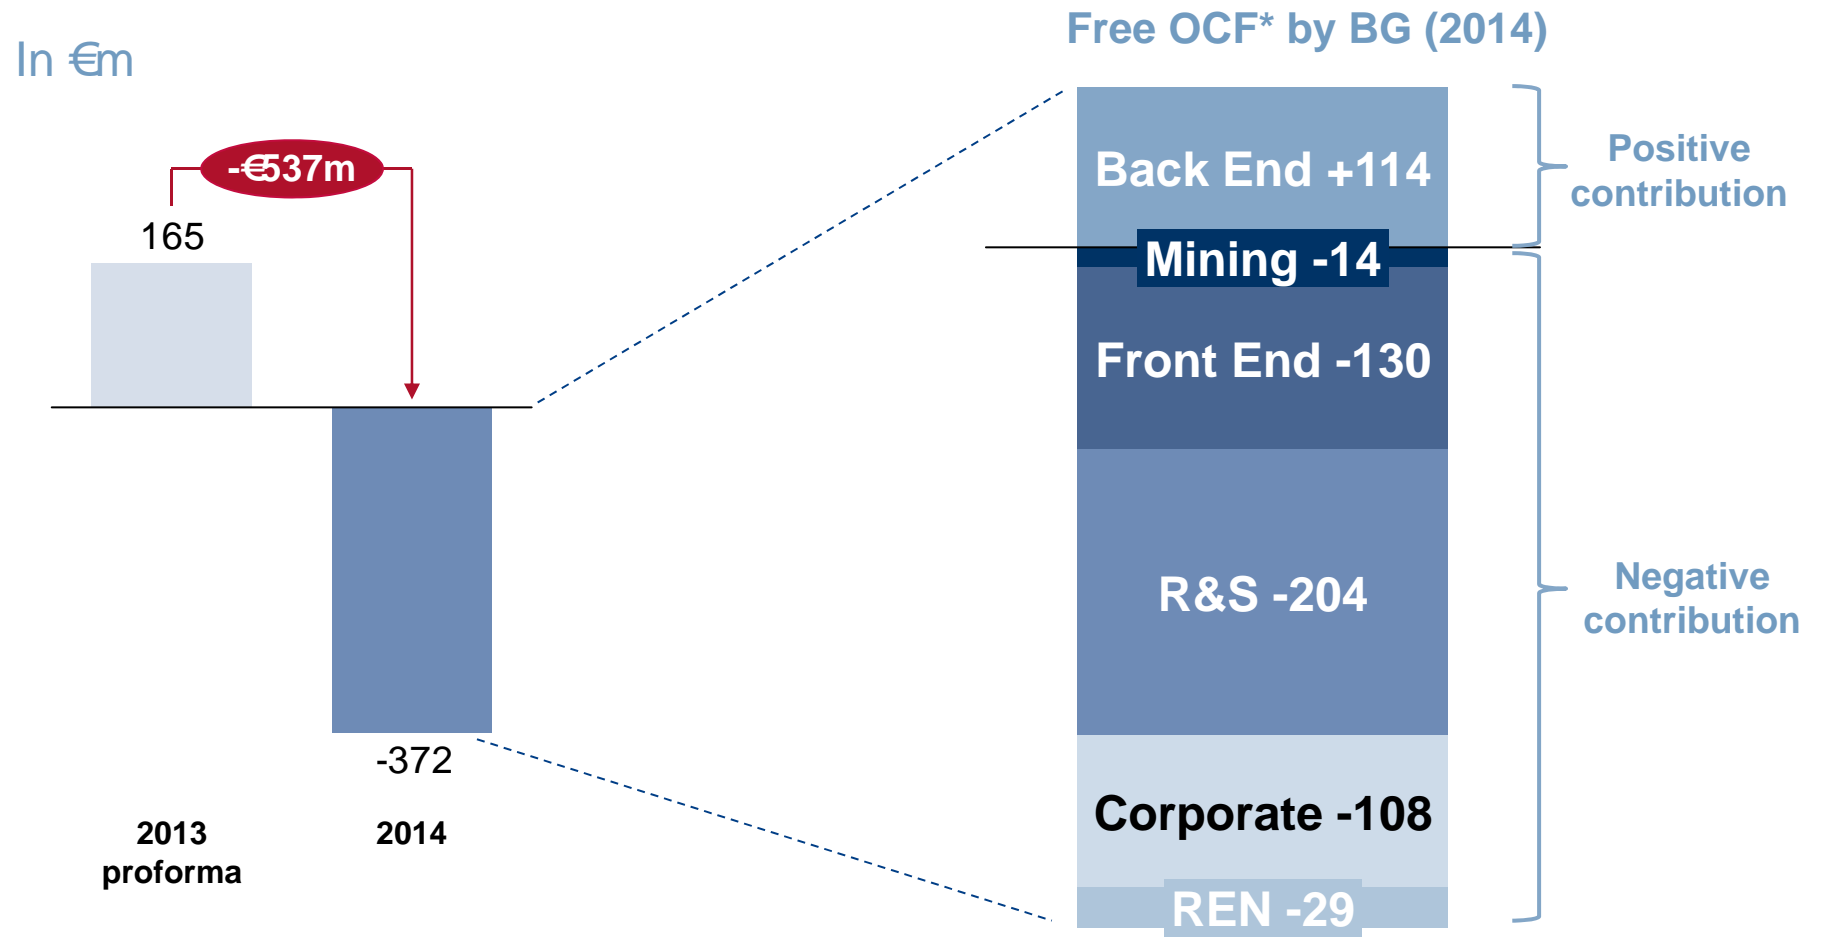 In €m
-€537m
165
-372
2013
proforma
2014
Free OCF* by BG (2014)
Back End +114
Mining -14
Front End -130
R&S -204
Corporate -108
REN -29
Positive
contribution
Negative
contribution